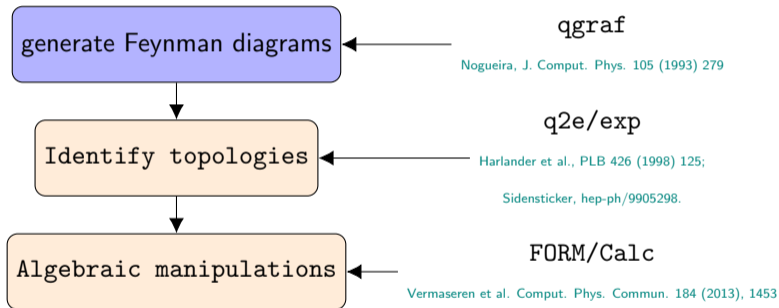 generate Feynman diagrams
qgraf
Nogueira, J. Comput. Phys. 105 (1993) 279
Identify topologies
q2e/exp
Harlander et al., PLB 426 (1998) 125;
Sidensticker, hep-ph/9905298.
Algebraic manipulations
FORM/Calc
Vermaseren et al. Comput. Phys. Commun. 184 (2013), 1453